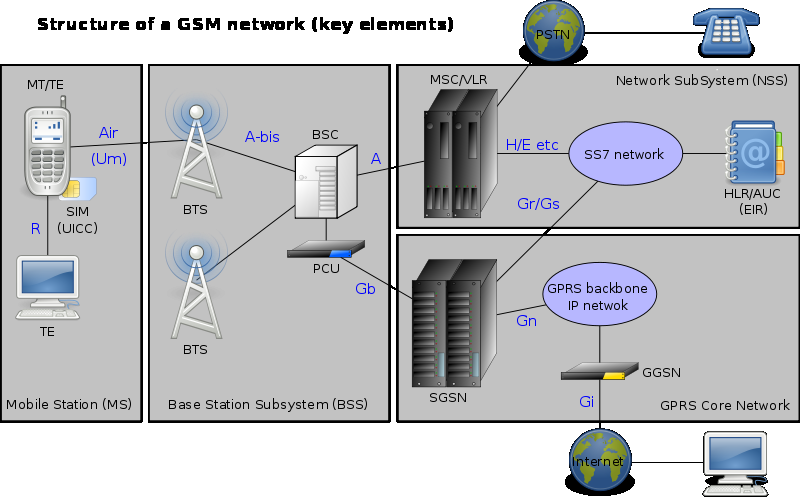 Structure of a GSM network (key elements)
PSTN
MT/TE
Air
(Um)
SIM
(UICC)
R
TE
Mobile Station (MS)
BTS
A-bis
BSC
PCU
BTS
Base Station Subsystem (BSS)
A
Gb
MSC/VLR
Network SubSystem (NSS)
H/E etc
SS7 network
HLR/AUC
(EIR)
Gr/Gs
SGSN
Gn
GPRS backbone
IP netwok
GGSN
Gi
GPRS Core Network
Internet